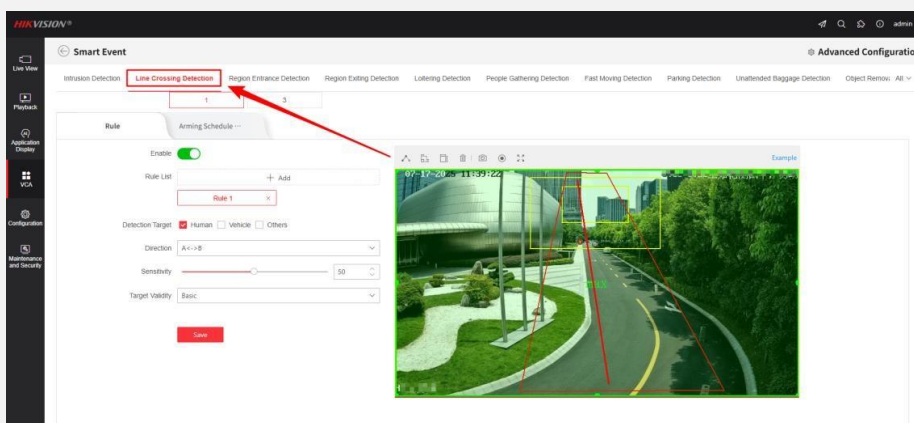 HIKVISION®
admin
Smart Event
Advanced Configuratio
Live View
Intrusion Detection
Line Crossing Detection
Region Entrance Detection
Region Exiting Detection
Loitering Detection
People Gathering Detection
Fast Moving Detection
Parking Detection
Unattended Baggage Detection
Object Remov
All
1
3
Playback
Rule
Arming Schedule ···
Application Display
Enable
Example
VCA
Rule List
+ Add
Rule 1
×
Configuration
Detection Target
Human
Vehicle
Others
Direction
A<->B
Maintenance and Security
Sensitivity
50
Target Validity
Basic
Save